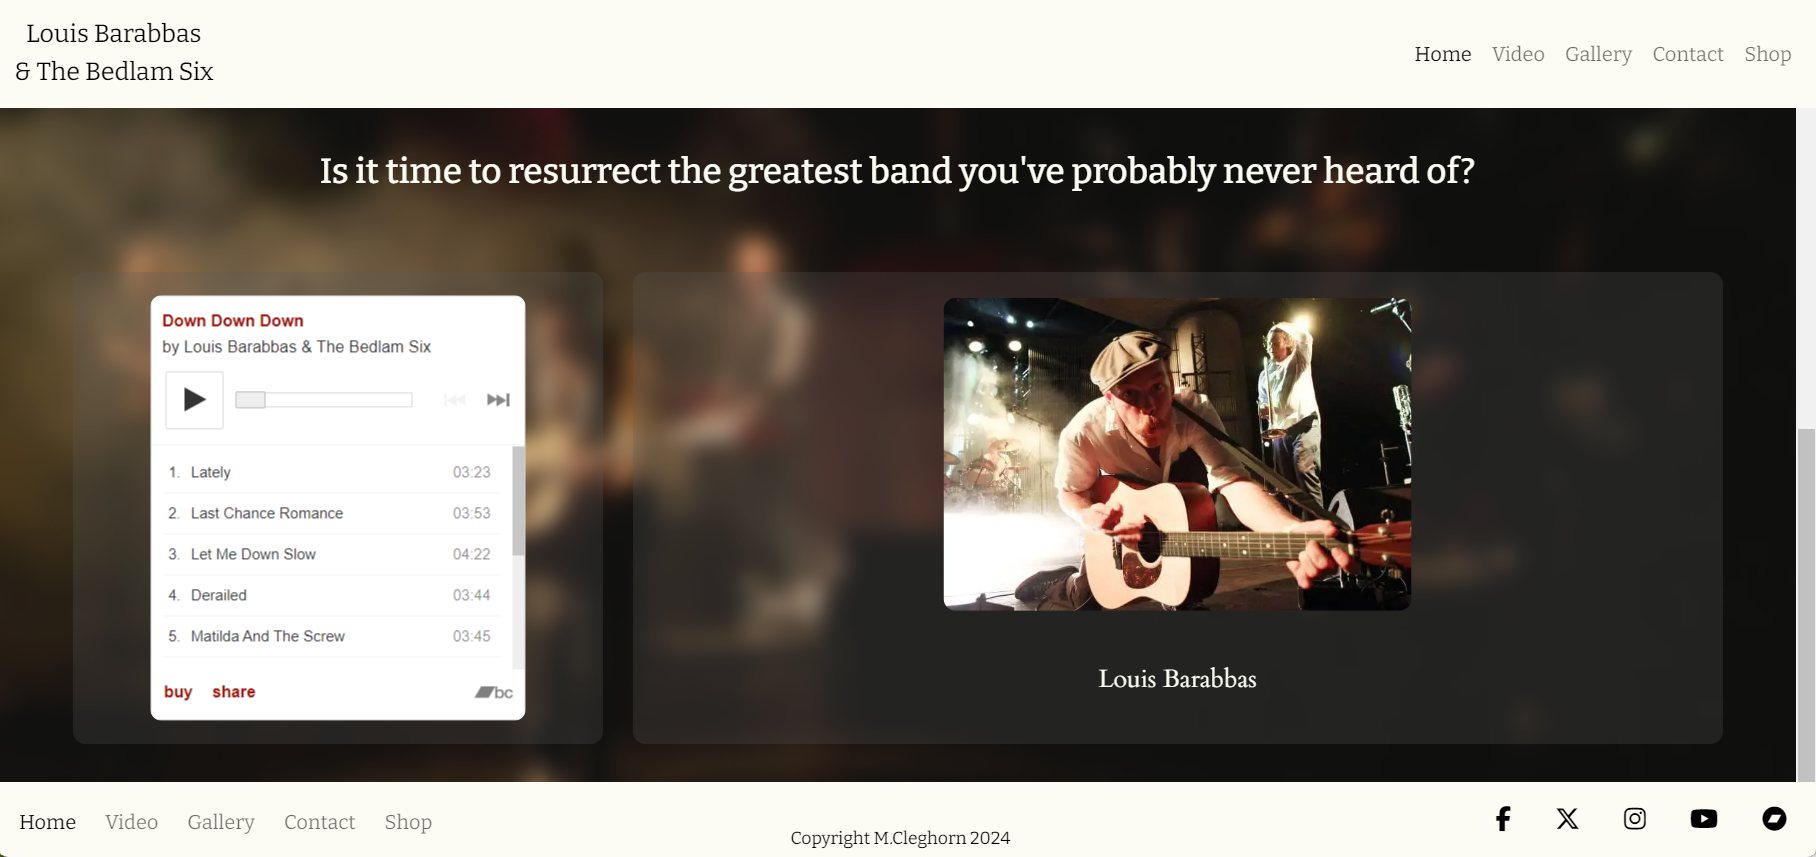 Louis Barabbas
& The Bedlam Six
Home Video Gallery Contact Shop
Is it time to resurrect the greatest band you've probably never heard of?
Down Down Down
by Louis Barabbas & The Bedlam Six
1. Lately 03:23
2. Last Chance Romance 03:53
3. Let Me Down Slow 04:22
4. Derailed 03:44
5. Matilda And The Screw 03:45
buy share bc
Louis Barabbas
Home Video Gallery Contact Shop
Copyright M.Cleghorn 2024